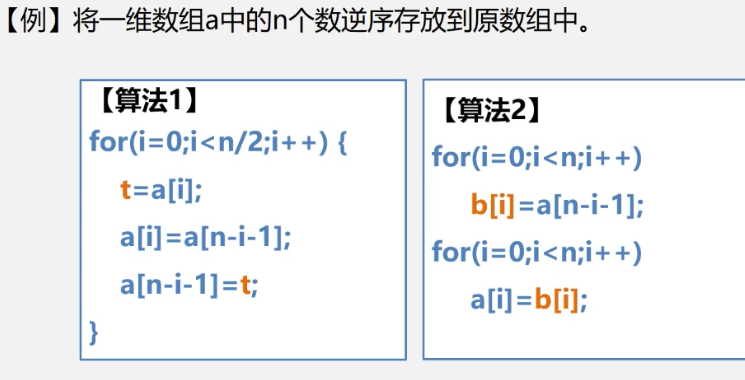 【例】将一维数组a中的n个数逆序存放到原数组中。
【算法1】
for(i=0;i<n/2;i++) {
t=a[i];
a[i]=a[n-i-1];
a[n-i-1]=t;
}
【算法2】
for(i=0;i<n;i++)
b[i]=a[n-i-1];
for(i=0;i<n;i++)
a[i]=b[i];